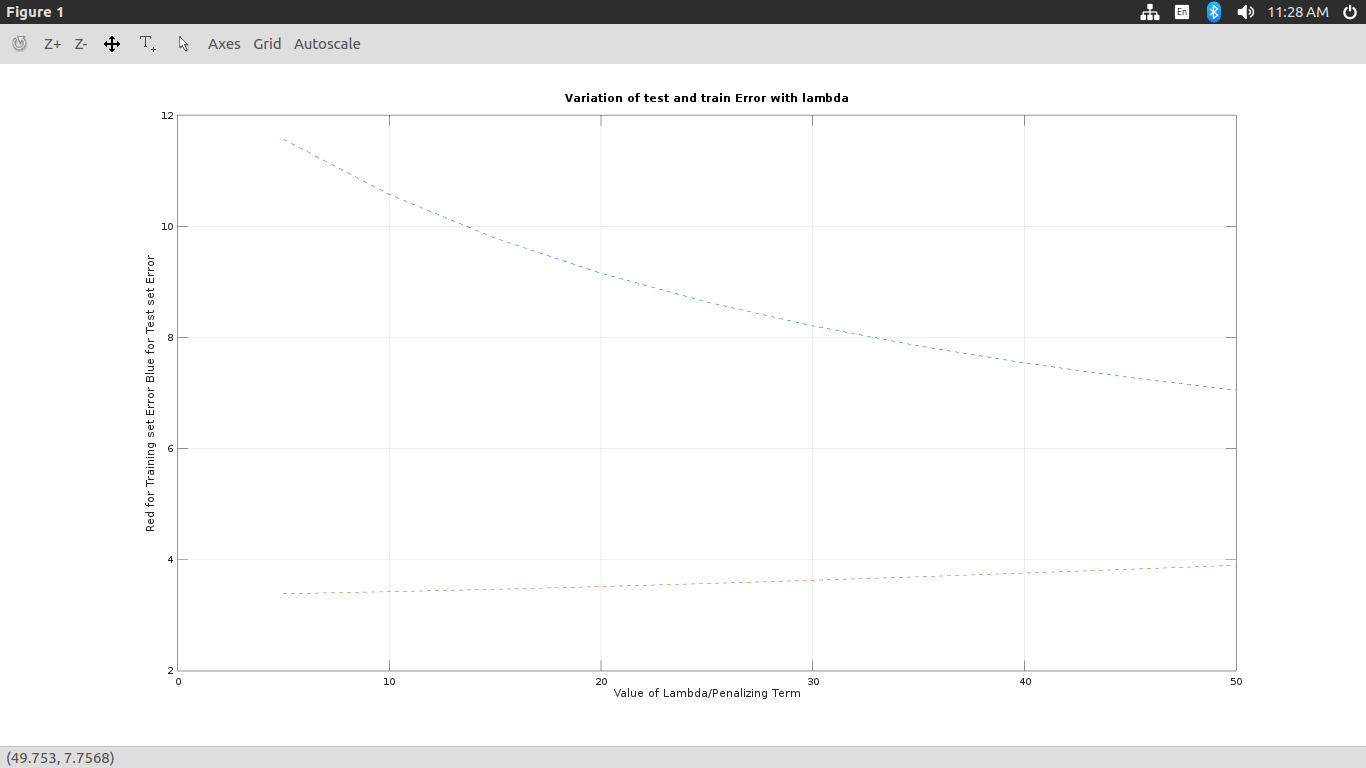 Figure 1
En
11:28 AM
Z+ Z- T+ Axes Grid Autoscale
Variation of test and train Error with lambda
12
10
8
6
4
2
Red for Training set Error Blue for Test set Error
0 10 20 30 40 50
Value of Lambda/Penalizing Term
(49.753, 7.7568)